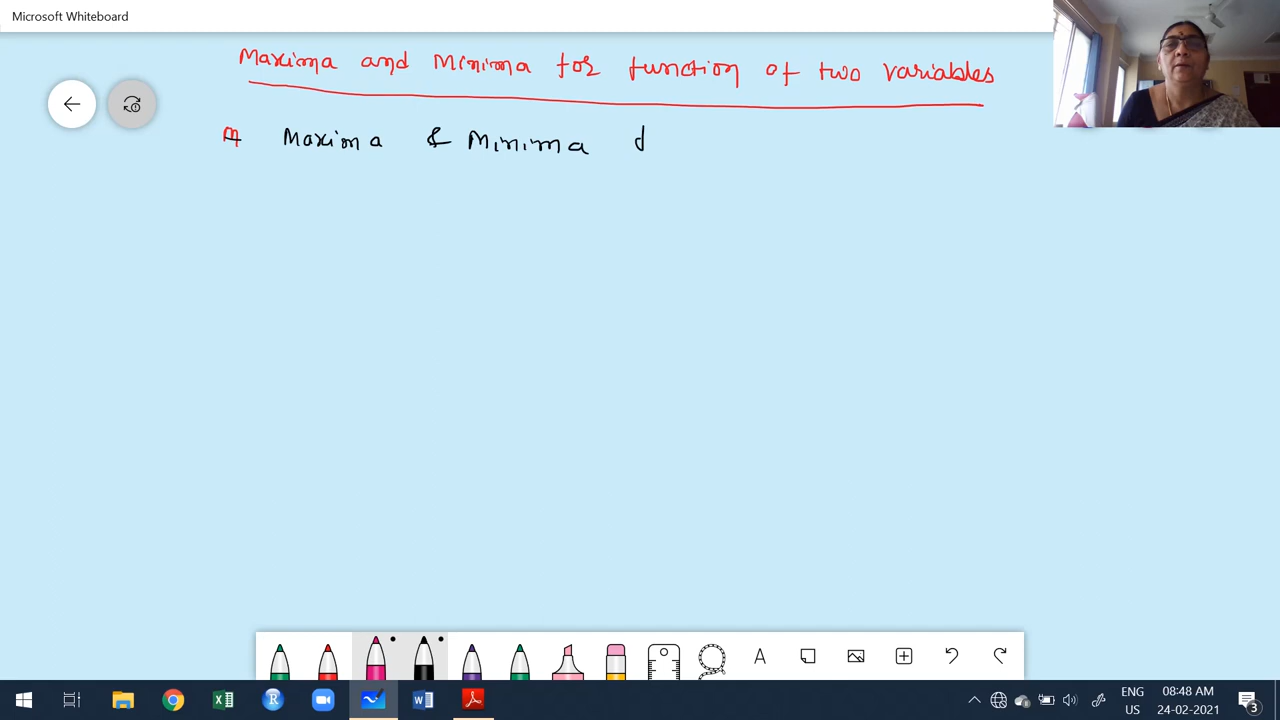 Microsoft Whiteboard
Maxima and Minima for function of two variables
Maxima & Minima
A
ENG
US
08:48 AM
24-02-2021
3